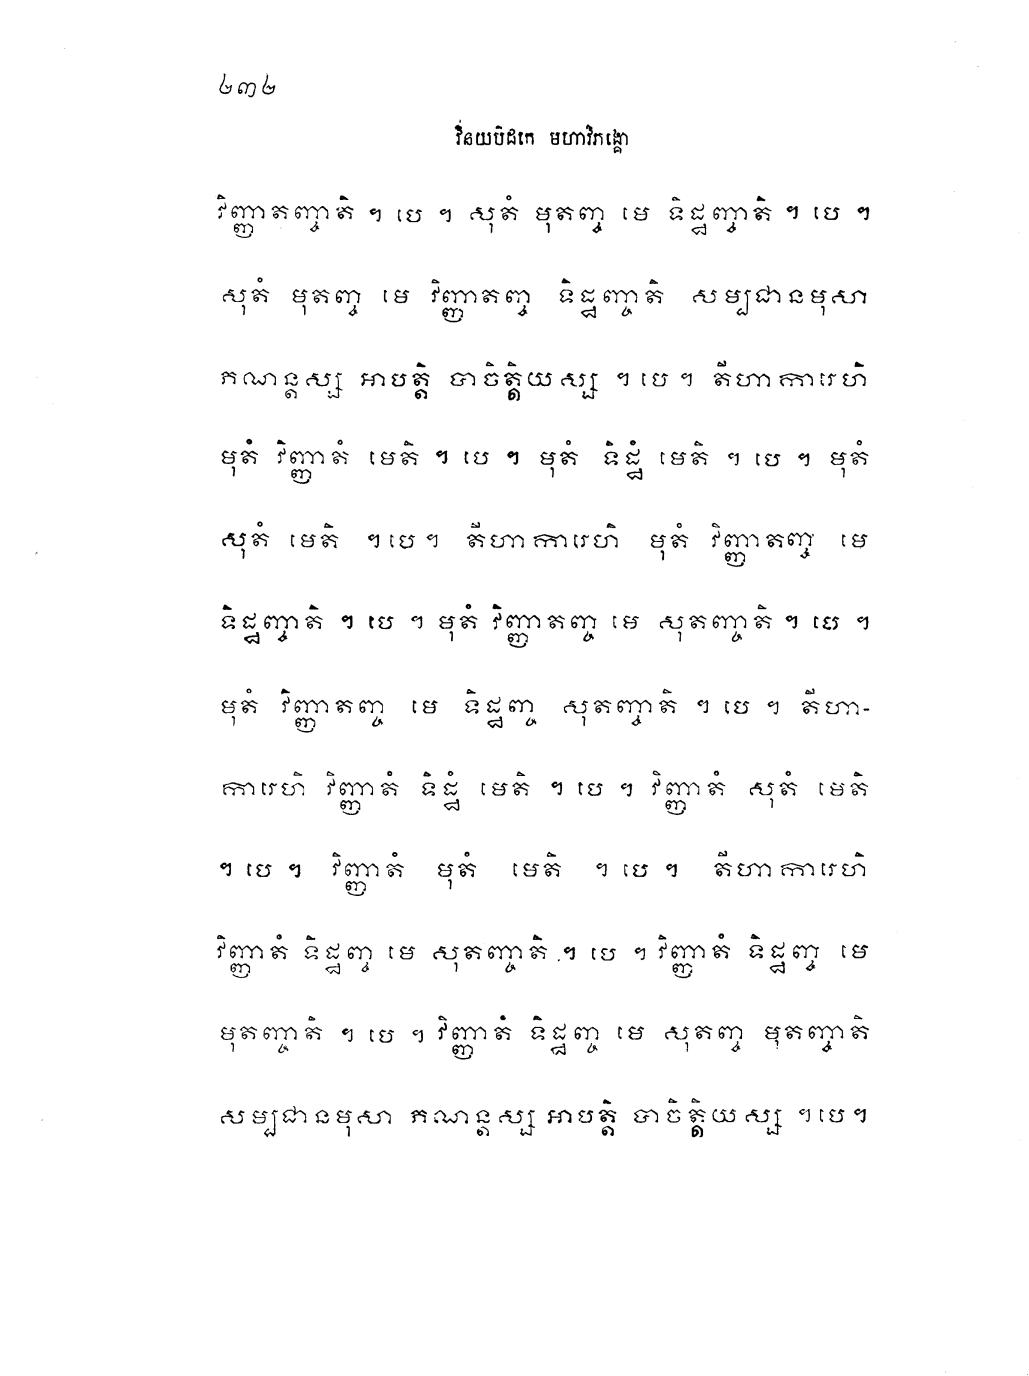 ៤៣៤
វិនយបិដកេ មហាវិភង្គោ
វិញ្ញាតញ្ចាតិ ។ បេ ។ សុតំ មុតញ្ច មេ ទិដ្ឋញ្ចាតិ ។ បេ ។
សុតំ មុតញ្ច មេ វិញ្ញាតញ្ច ទិដ្ឋញ្ចាតិ សម្បជានមុសា
ភណន្តស្ស អាបត្តិ បាចិត្តិយស្ស ។ បេ ។ តីហាការេហិ
មុតំ វិញ្ញាតំ មេតិ ។ បេ ។ មុតំ ទិដ្ឋំ មេតិ ។ បេ ។ មុតំ
សុតំ មេតិ ។ បេ ។ តីហាការេហិ មុតំ វិញ្ញាតញ្ច មេ
ទិដ្ឋញ្ចាតិ ។ បេ ។ មុតំ វិញ្ញាតញ្ច មេ សុតញ្ចាតិ ។ បេ ។
មុតំ វិញ្ញាតញ្ច មេ ទិដ្ឋញ្ច សុតញ្ចាតិ ។ បេ ។ តីហា-
ការេហិ វិញ្ញាតំ ទិដ្ឋំ មេតិ ។ បេ ។ វិញ្ញាតំ សុតំ មេតិ
។ បេ ។ វិញ្ញាតំ មុតំ មេតិ ។ បេ ។ តីហាការេហិ
វិញ្ញាតំ ទិដ្ឋញ្ច មេ សុតញ្ចាតិ ។ បេ ។ វិញ្ញាតំ ទិដ្ឋញ្ច មេ
មុតញ្ចាតិ ។ បេ ។ វិញ្ញាតំ ទិដ្ឋញ្ច មេ សុតញ្ច មុតញ្ចាតិ
សម្បជានមុសា ភណន្តស្ស អាបត្តិ បាចិត្តិយស្ស ។ បេ ។